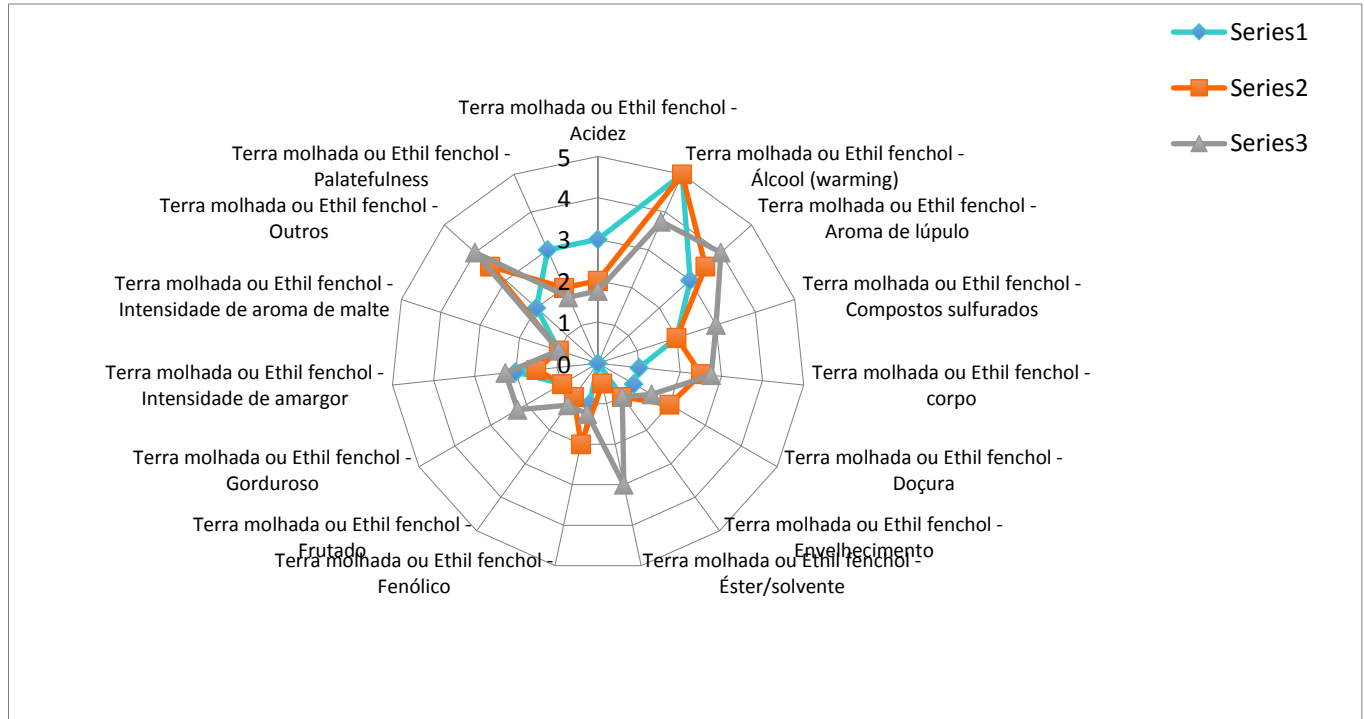 Series1
Series2
Series3
Terra molhada ou Ethil fenchol -
Acidez
Terra molhada ou Ethil fenchol -
Álcool (warming)
Terra molhada ou Ethil fenchol -
Aroma de lúpulo
Terra molhada ou Ethil fenchol -
Compostos sulfurados
Terra molhada ou Ethil fenchol -
corpo
Terra molhada ou Ethil fenchol -
Doçura
Terra molhada ou Ethil fenchol -
Envelhecimento
Terra molhada ou Ethil fenchol -
Éster/solvente
Terra molhada ou Ethil fenchol -
Fenólico
Terra molhada ou Ethil fenchol -
Frutado
Terra molhada ou Ethil fenchol -
Gorduroso
Terra molhada ou Ethil fenchol -
Intensidade de amargor
Terra molhada ou Ethil fenchol -
Intensidade de aroma de malte
Terra molhada ou Ethil fenchol -
Outros
Terra molhada ou Ethil fenchol -
Palatefulness
5
4
3
2
1
0